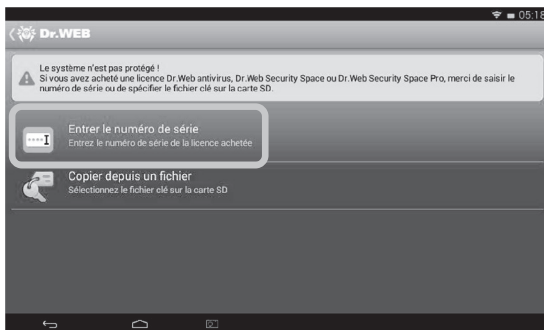 05:18
Dr.WEB
Le système n'est pas protégé !
Si vous avez acheté une licence Dr.Web antivirus, Dr.Web Security Space ou Dr.Web Security Space Pro, merci de saisir le
numéro de série ou de spécifier le fichier clé sur la carte SD.
Entrer le numéro de série
Entrez le numéro de série de la licence achetée
Copier depuis un fichier
Sélectionnez le fichier clé sur la carte SD